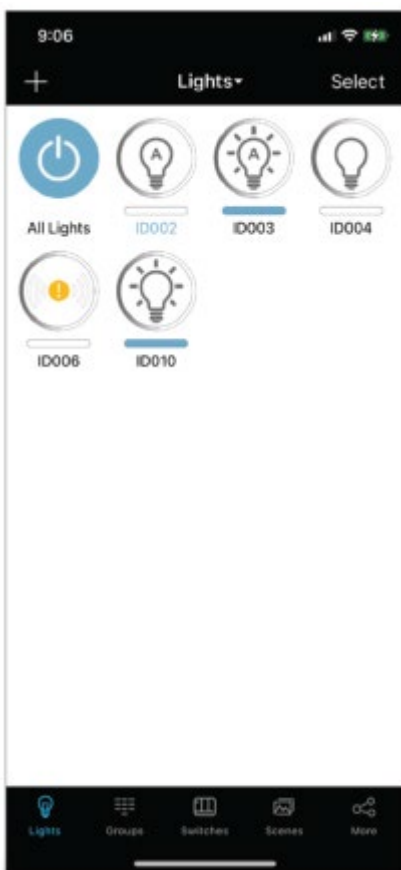 9:06
Lights
Select
A
A
All Lights
ID002
ID003
ID004
!
ID006
ID010
Lights
Groups
Switches
Scenes
More